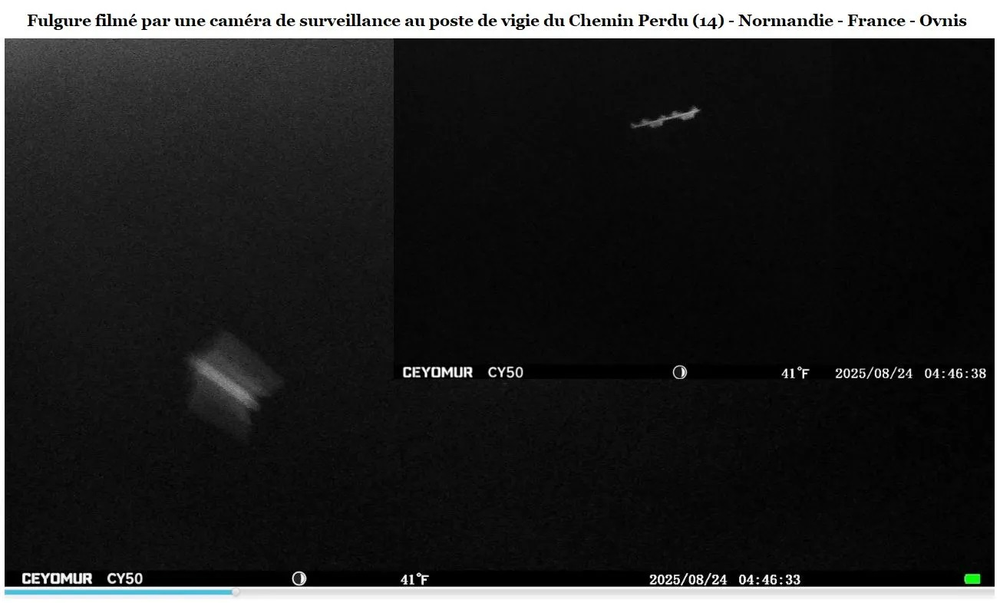 Fulgure filmé par une caméra de surveillance au poste de vigie du Chemin Perdu (14) - Normandie - France - Ovnis
CEYOMUR CY50 41°F 2025/08/24 04:46:38
CEYOMUR CY50 41°F 2025/08/24 04:46:33